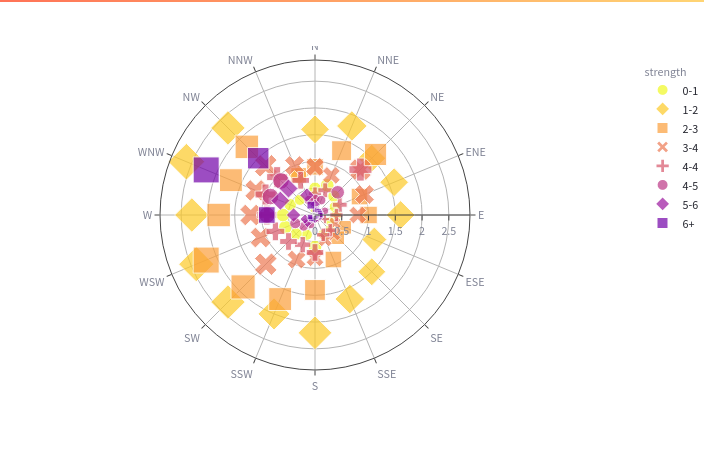 N
NNE
NE
ENE
E
ESE
SE
SSE
S
SSW
SW
WSW
W
WNW
NW
NNW
0
0.5
1
1.5
2
2.5
strength
0-1
1-2
2-3
3-4
4-4
4-5
5-6
6+